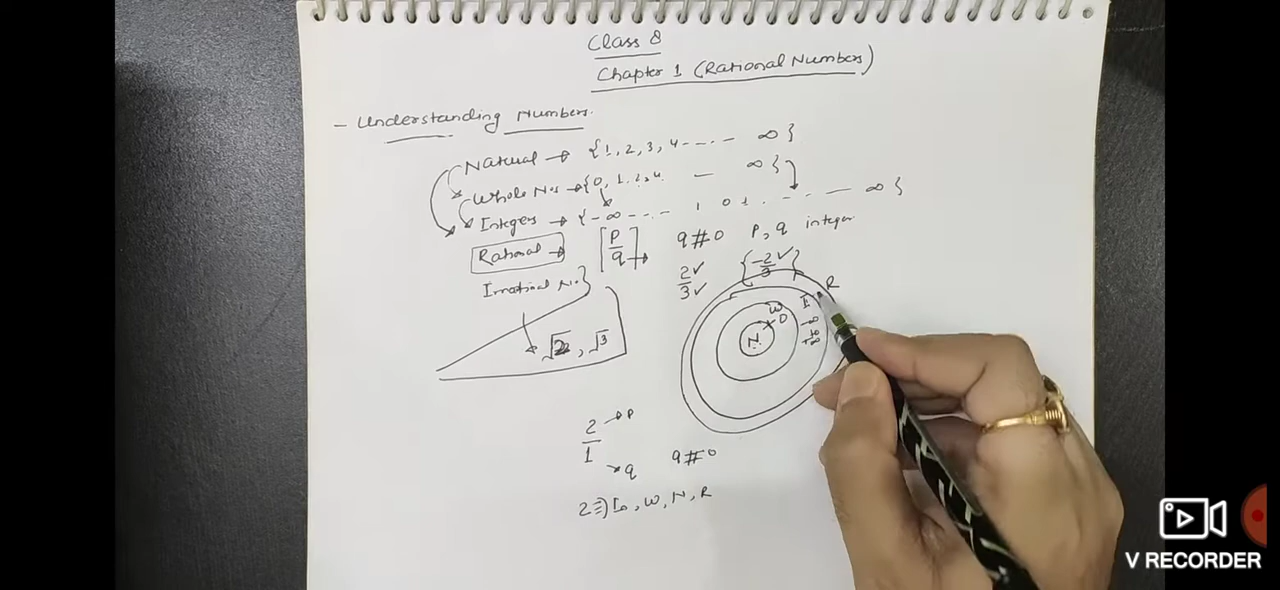 Class 8
Chapter 1 (Rational Numbers)
- Understanding Numbers.
Natural → {1, 2, 3, 4 - - . - - ∞ }
Whole Nos → {0, 1. 2, 4. — ∞ }
Integers → {- ∞ - - . . - 1 0 1 . . - . - — ∞ }
Rational → [P/q] → q # 0 P, q integer
2/3 ✓ ✓ { -2/3 ✓ }
Irrational No. }
√2, √3
R
I
W
0
N
-∞
to
+∞
2 → P
1 → q
q # 0
2 ⇒) I, W, N, R
V RECORDER